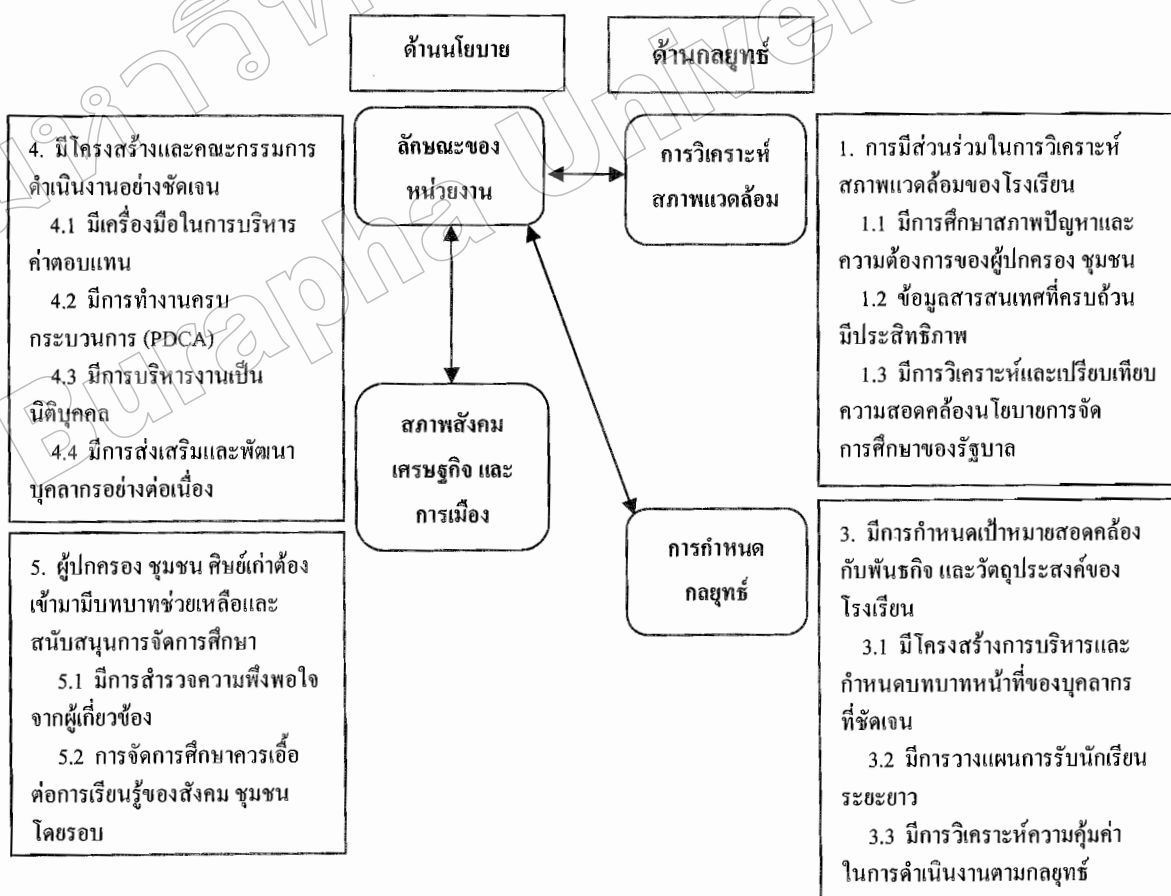 ด้านนโยบาย
ด้านกลยุทธ์
4. มีโครงสร้างและคณะกรรมการ
ดำเนินงานอย่างชัดเจน
4.1 มีเครื่องมือในการบริหาร
ค่าตอบแทน
4.2 มีการทำงานครบ
กระบวนการ (PDCA)
4.3 มีการบริหารงานเป็น
นิติบุคคล
4.4 มีการส่งเสริมและพัฒนา
บุคลากรอย่างต่อเนื่อง
5. ผู้ปกครอง ชุมชน ศิษย์เก่าต้อง
เข้ามามีบทบาทช่วยเหลือและ
สนับสนุนการจัดการศึกษา
5.1 มีการสำรวจความพึงพอใจ
จากผู้เกี่ยวข้อง
5.2 การจัดการศึกษาควรเอื้อ
ต่อการเรียนรู้ของสังคม ชุมชน
โดยรอบ
ลักษณะของ
หน่วยงาน
สภาพสังคม
เศรษฐกิจ และ
การเมือง
การวิเคราะห์
สภาพแวดล้อม
การกำหนด
กลยุทธ์
1. การมีส่วนร่วมในการวิเคราะห์
สภาพแวดล้อมของโรงเรียน
1.1 มีการศึกษาสภาพปัญหาและ
ความต้องการของผู้ปกครอง ชุมชน
1.2 ข้อมูลสารสนเทศที่ครบถ้วน
มีประสิทธิภาพ
1.3 มีการวิเคราะห์และเปรียบเทียบ
ความสอดคล้องนโยบายการจัด
การศึกษาของรัฐบาล
3. มีการกำหนดเป้าหมายสอดคล้อง
กับพันธกิจ และวัตถุประสงค์ของ
โรงเรียน
3.1 มีโครงสร้างการบริหารและ
กำหนดบทบาทหน้าที่ของบุคลากร
ที่ชัดเจน
3.2 มีการวางแผนการรับนักเรียน
ระยะยาว
3.3 มีการวิเคราะห์ความคุ้มค่า
ในการดำเนินงานตามกลยุทธ์
Burapha